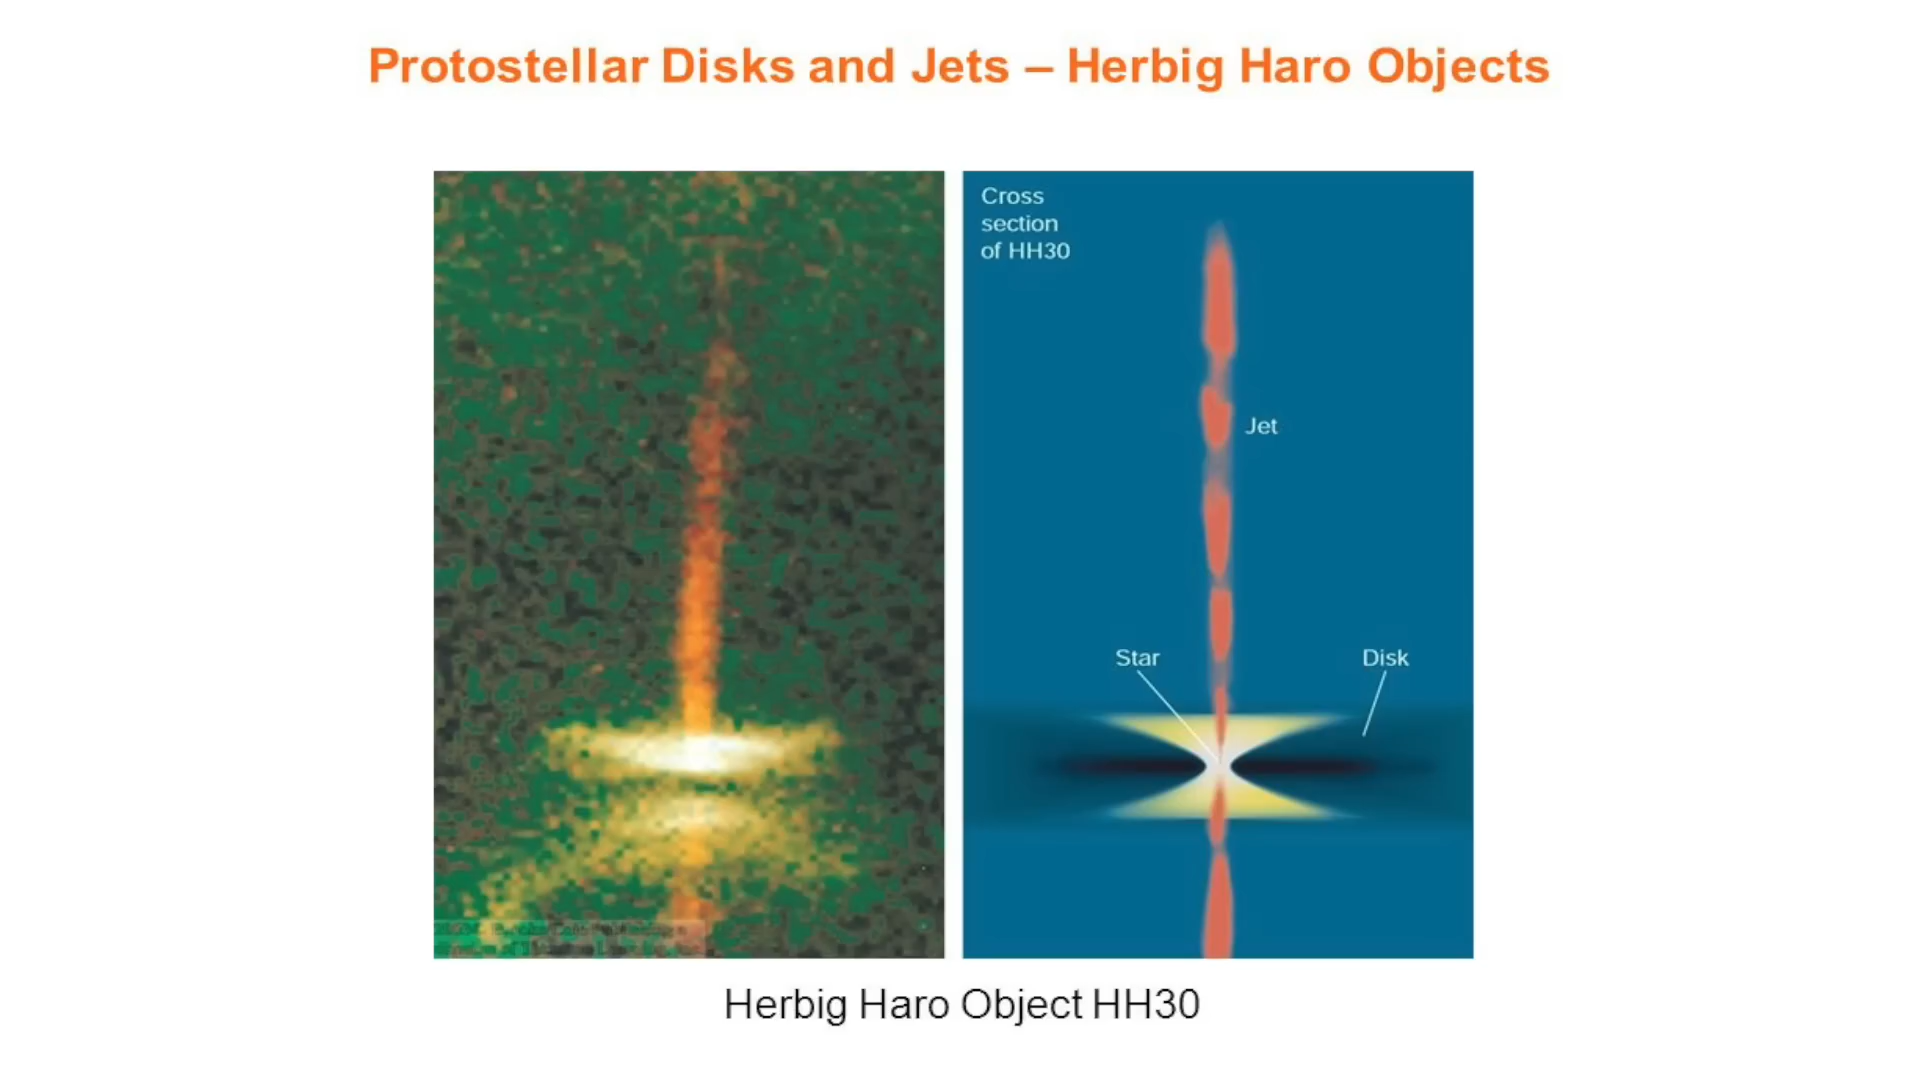 Protostellar Disks and Jets – Herbig Haro Objects
Cross
section
of HH30
Jet
Star
Disk
Herbig Haro Object HH30